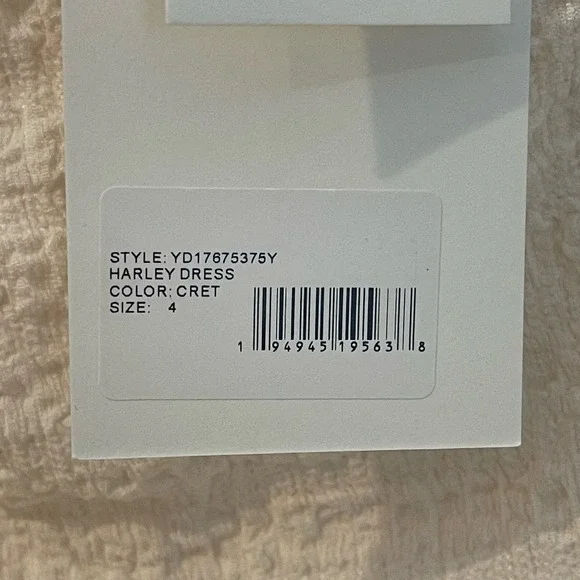 STYLE: YD17675375Y
HARLEY DRESS
COLOR: CRET
SIZE: 4
1 94945 19563 8